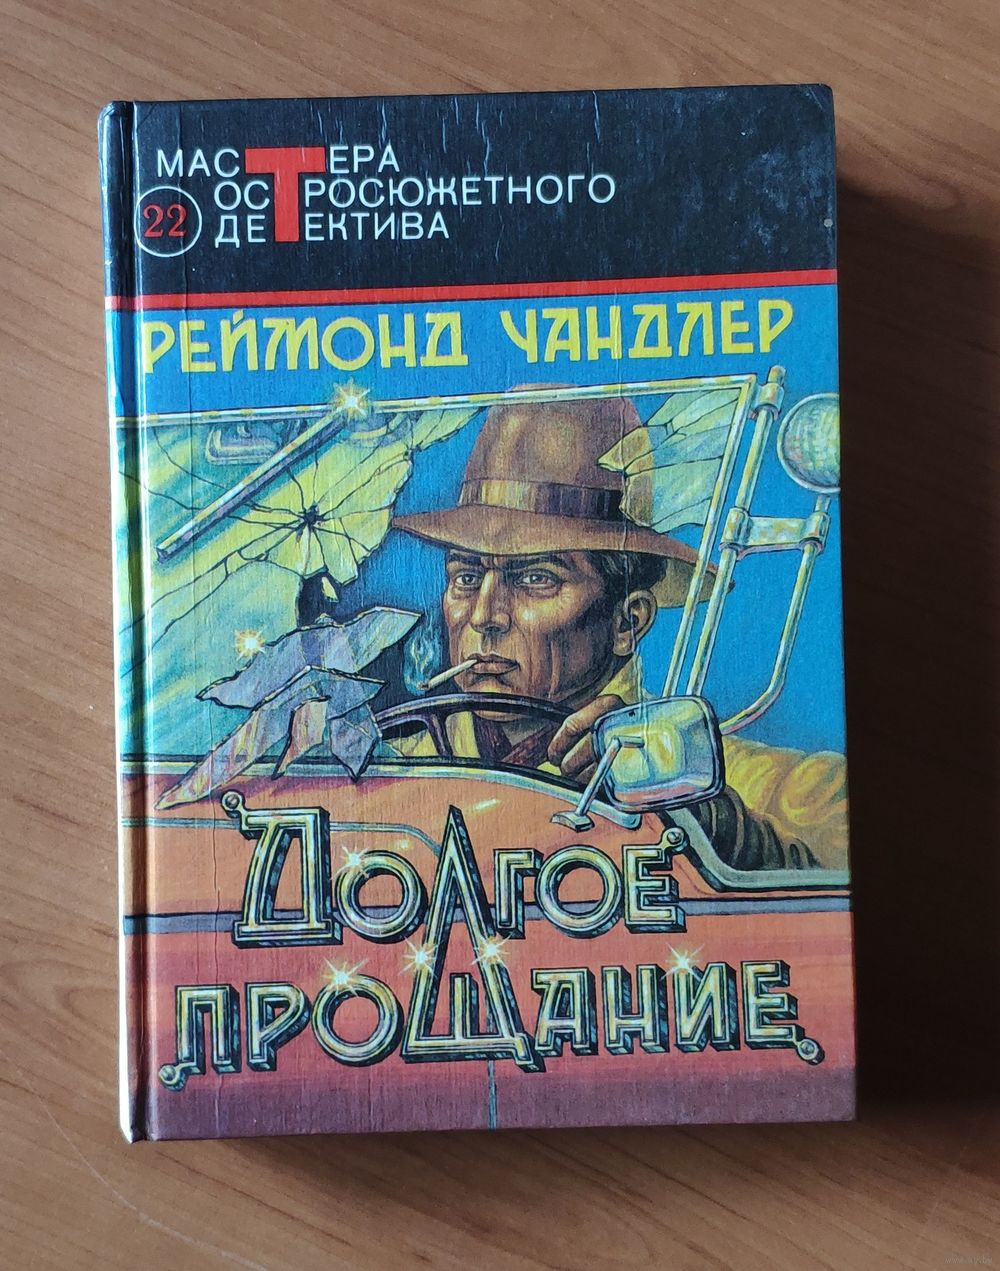 МАСТЕРА
ОСТРОСЮЖЕТНОГО
22 ДЕТЕКТИВА
РЕЙМОНД ЧАНДЛЕР
ДОЛГОЕ
ПРОЩАНИЕ